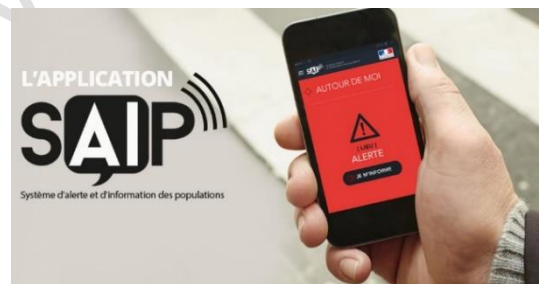 L'APPLICATION
SAIP
Système d'alerte et d'information des populations
SAIP
AUTOUR DE MOI
ALERTE
JE M'INFORME